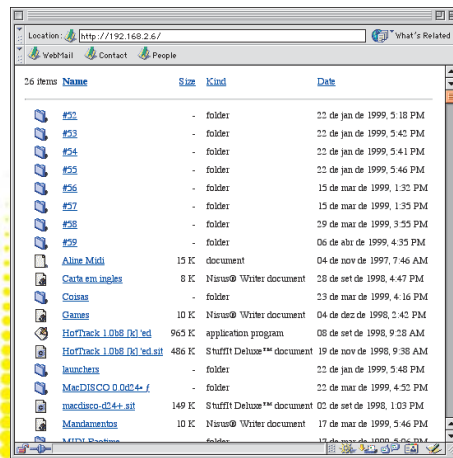 Location: http://192.168.2.6/ What's Related
WebMail Contact People
26 items Name Size Kind Date
#52 - folder 22 de jan de 1999, 5:18 PM
#53 - folder 22 de jan de 1999, 5:42 PM
#54 - folder 22 de jan de 1999, 5:41 PM
#55 - folder 22 de jan de 1999, 5:46 PM
#56 - folder 15 de mar de 1999, 1:32 PM
#57 - folder 15 de mar de 1999, 1:35 PM
#58 - folder 29 de mar de 1999, 3:55 PM
#59 - folder 06 de abr de 1999, 4:35 PM
Aline Midi 15 K document 04 de nov de 1997, 7:46 AM
Carta em ingles 8 K Nisus® Writer document 28 de set de 1998, 4:47 PM
Coisas - folder 23 de mar de 1999, 4:16 PM
Games 10 K Nisus® Writer document 04 de dez de 1998, 2:42 PM
HotTrack 1.0b8 [k] 'ed 965 K application program 08 de set de 1998, 9:28 AM
HotTrack 1.0b8 [k] 'ed.sit 486 K StuffIt Deluxe™ document 19 de nov de 1998, 9:38 AM
launchers - folder 22 de jan de 1999, 5:48 PM
MacDISCO 0.0d24• ƒ - folder 22 de mar de 1999, 4:52 PM
macdisco-d24+.sit 149 K StuffIt Deluxe™ document 02 de set de 1998, 1:03 PM
Mandamentos 10 K Nisus® Writer document 17 de mar de 1999, 5:46 PM
MIDI Ragtime - folder 17 de mar de 1999, 5:06 PM